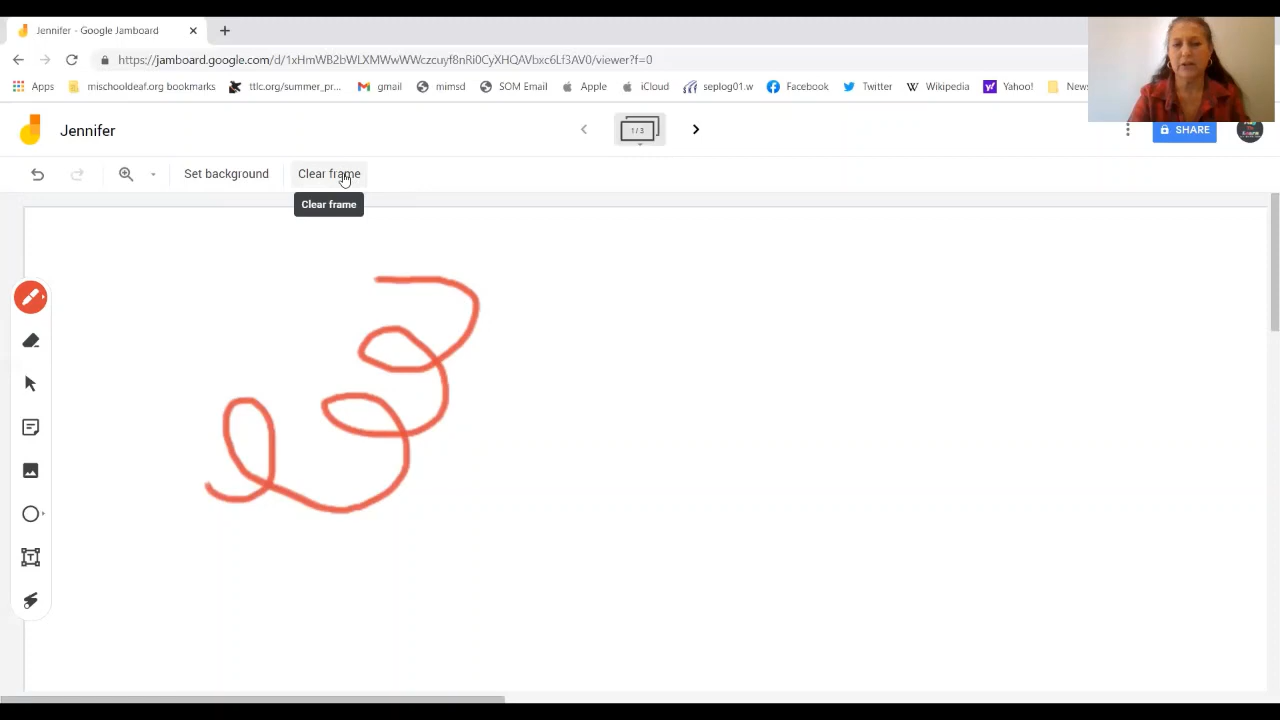 Jennifer - Google Jamboard
https://jamboard.google.com/d/1xHmWB2bWLXMWwWWczcuyf8nRif0yXHQAVbxc6Lf3AV0/viewer?f=0
Apps mischooldeaf.org bookmarks ttlc.org/summer_pr... gmail mimsd SOM Email Apple iCloud seplog01.w Facebook Twitter Wikipedia Yahoo! News
Jennifer 1 / 3 SHARE
Set background Clear frame
Clear frame
T